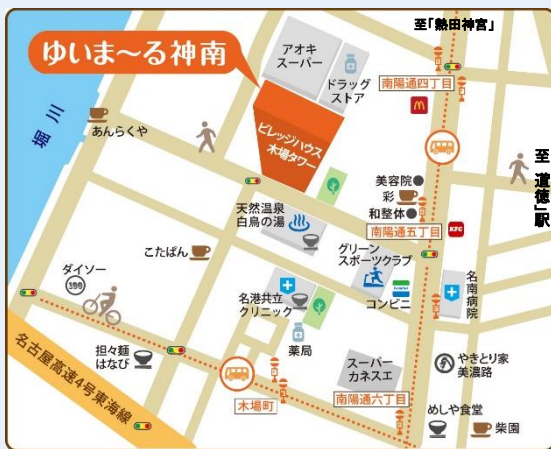 至「熱田神宮」
ゆいま～る神南
アオキ
スーパー
ドラッグ
ストア
南陽通四丁目
堀川
あんらくや
ビレッジハウス
木場タワー
至 道徳」駅
美容院
彩
和整体
天然温泉
白鳥の湯
南陽通五丁目
KFC
グリーン
スポーツクラブ
こたぱん
ダイソー
100
名港共立
クリニック
コンビニ
名南病院
薬局
担々麺
はなび
スーパー
カネスエ
やきとり家
美濃路
名古屋高速4号東海線
木場町
南陽通六丁目
めしや食堂
柴園